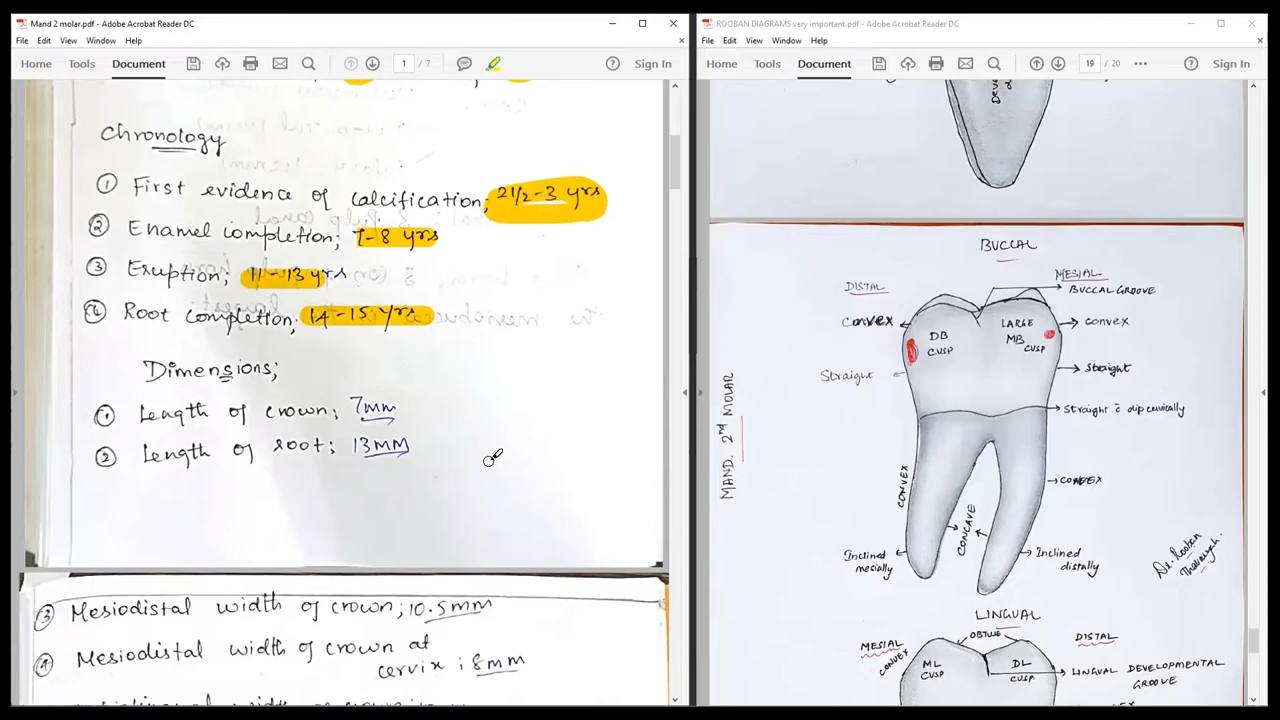 Mand 2 molar.pdf - Adobe Acrobat Reader DC
File Edit View Window Help
Home Tools Document 1 / 7 Sign In
Chronology
① First evidence of calcification; 2 1/2 - 3 yrs
② Enamel completion; 7-8 yrs
③ Eruption; 11-13 yrs
④ Root completion; 14-15 yrs
Dimensions;
① Length of crown; 7mm
② Length of root; 13mm
③ Mesiodistal width of crown; 10.5mm
④ Mesiodistal width of crown at
cervix; 8mm
ROOBAN DIAGRAMS very important.pdf - Adobe Acrobat Reader DC
File Edit View Window Help
Home Tools Document 19 / 20 Sign In
BUCCAL
DISTAL
MESIAL
BUCCAL GROOVE
convex
DB CUSP
LARGE MB CUSP
convex
Straight
Straight
MAND. 2nd MOLAR
Straight c̄ dip cervically
CONVEX
CONCAVE
CONVEX
Inclined mesially
Inclined distally
Dr. Rooban
LINGUAL
OBTUSE
MESIAL
CONVEX
DISTAL
ML CUSP
DL CUSP
LINGUAL DEVELOPMENTAL GROOVE